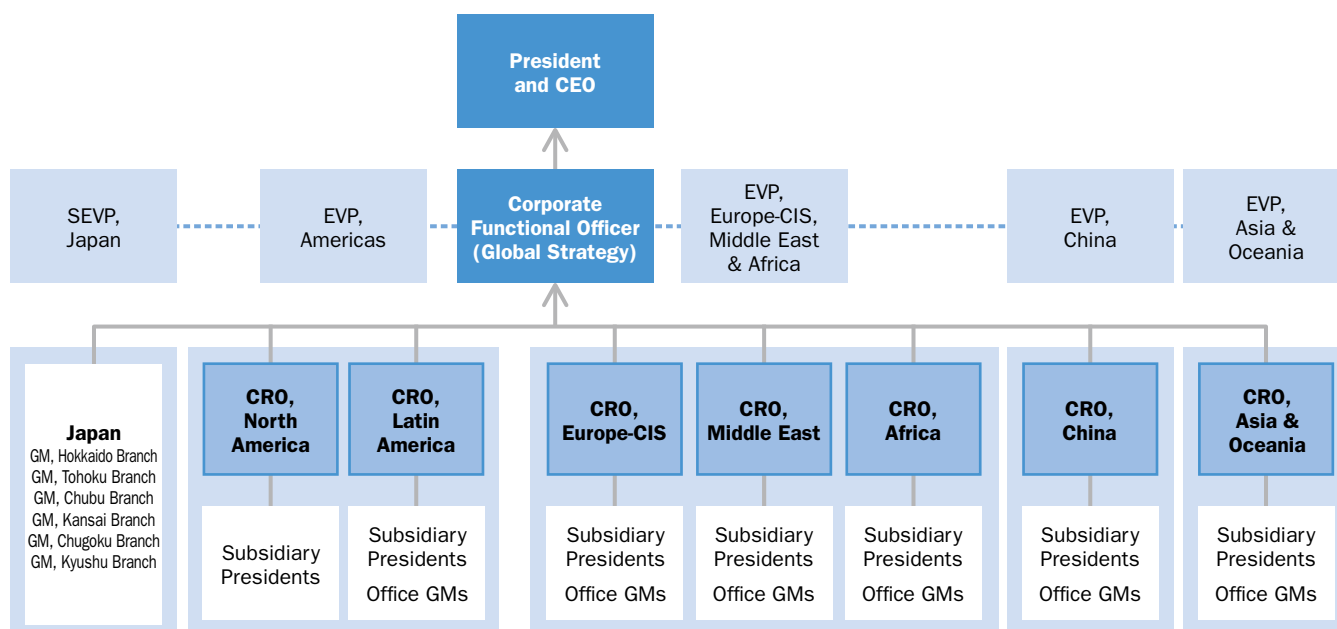 President
and CEO
SEVP,
Japan
EVP,
Americas
Corporate
Functional Officer
(Global Strategy)
EVP,
Europe-CIS,
Middle East
& Africa
EVP,
China
EVP,
Asia &
Oceania
Japan
GM, Hokkaido Branch
GM, Tohoku Branch
GM, Chubu Branch
GM, Kansai Branch
GM, Chugoku Branch
GM, Kyushu Branch
CRO,
North
America
CRO,
Latin
America
CRO,
Europe-CIS
CRO,
Middle East
CRO,
Africa
CRO,
China
CRO,
Asia &
Oceania
Subsidiary
Presidents
Subsidiary
Presidents
Office GMs
Subsidiary
Presidents
Office GMs
Subsidiary
Presidents
Office GMs
Subsidiary
Presidents
Office GMs
Subsidiary
Presidents
Office GMs
Subsidiary
Presidents
Office GMs